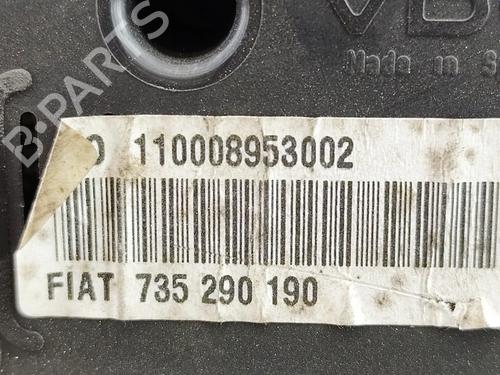 VD
Made in S
O 110008953002
FIAT 735 290 190
B-PARTS